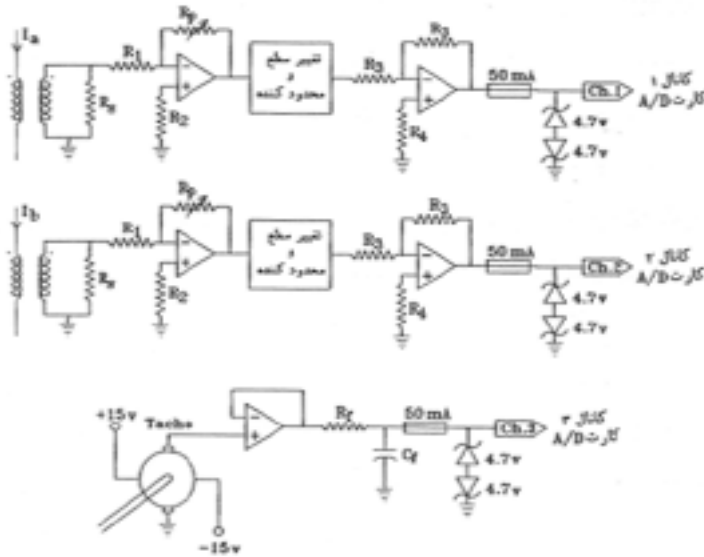 Ia
Rs
R1
RP
R2
تغییر سطح
و
محدود کننده
R3
R3
R4
50 mA
4.7v
4.7v
Ch.1
کانال ۱
کارت A/D
Ib
Rs
R1
RP
R2
تغییر سطح
و
محدود کننده
R3
R3
R4
50 mA
4.7v
4.7v
Ch.2
کانال ۲
کارت A/D
+15v
Tacho
-15v
Rf
Cf
50 mA
4.7v
4.7v
Ch.3
کانال ۳
کارت A/D